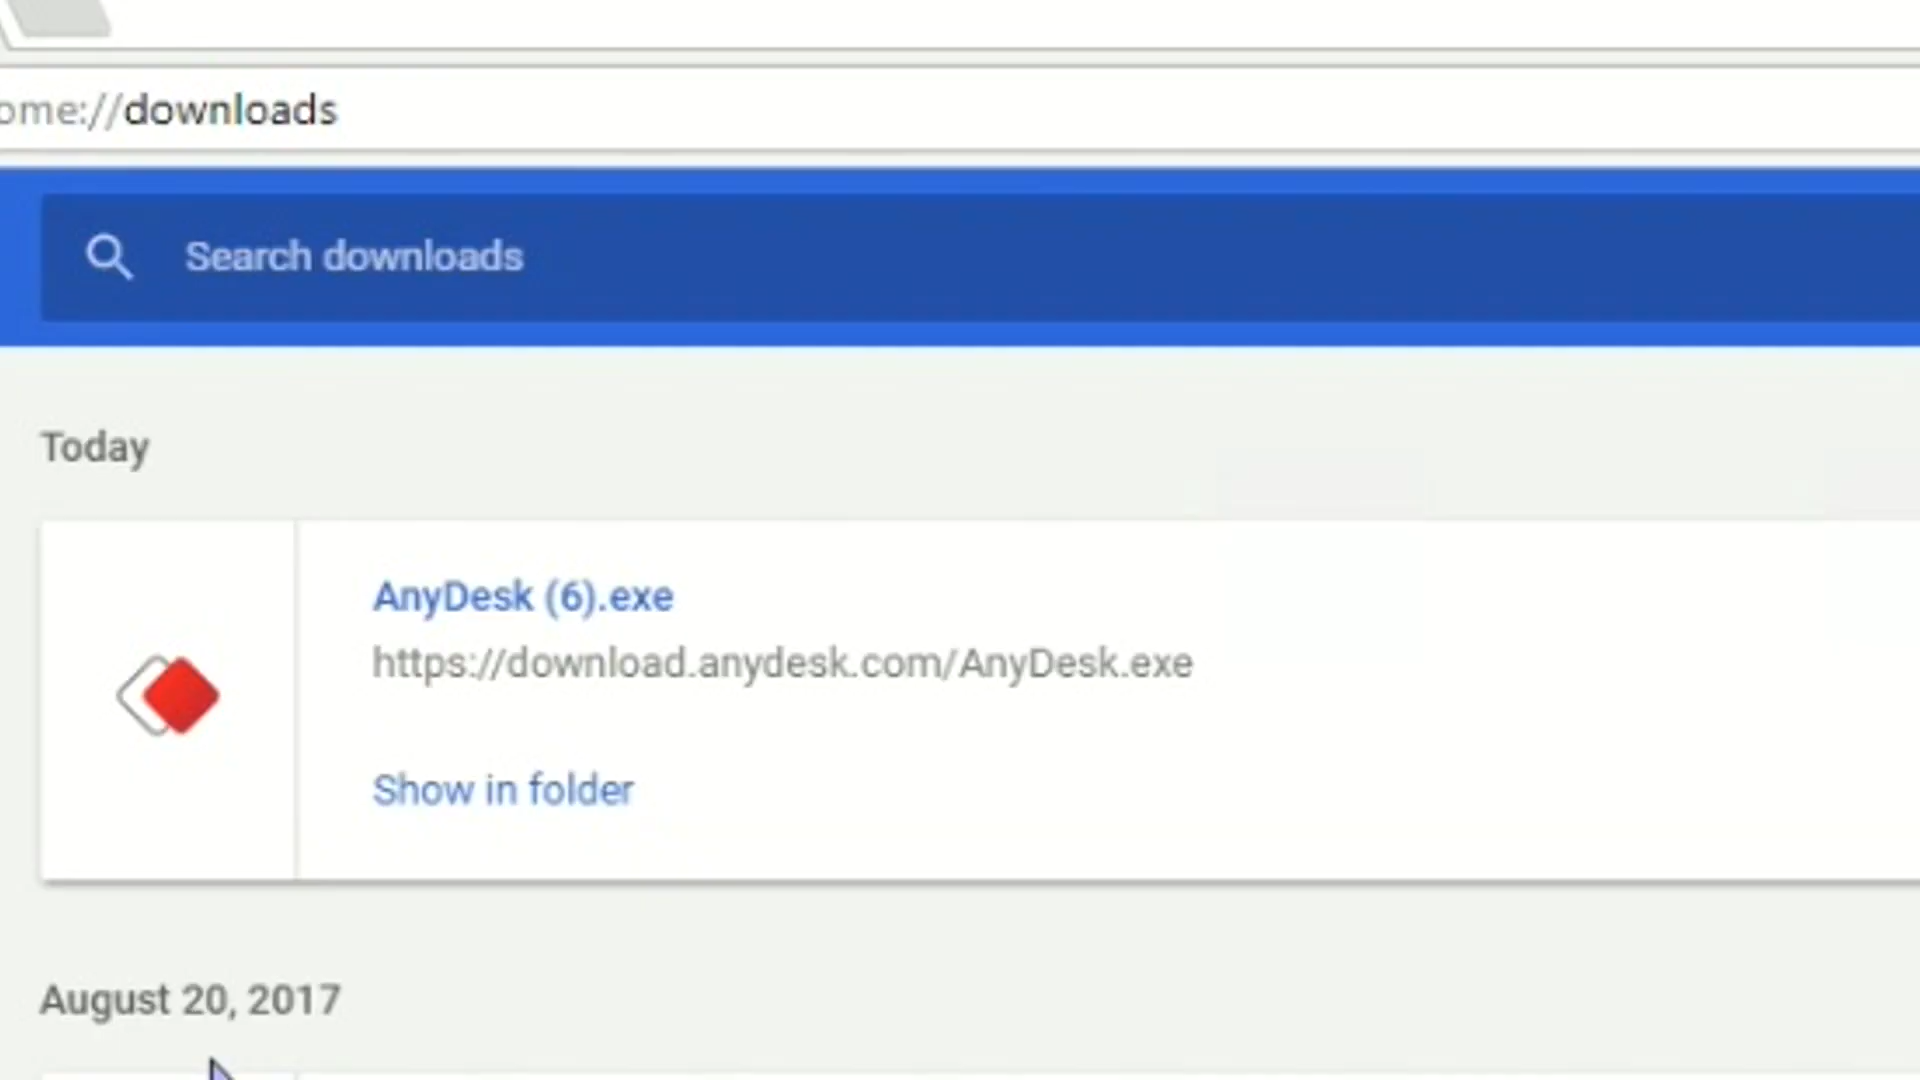 ome://downloads
Search downloads
Today
AnyDesk (6).exe
https://download.anydesk.com/AnyDesk.exe
Show in folder
August 20, 2017